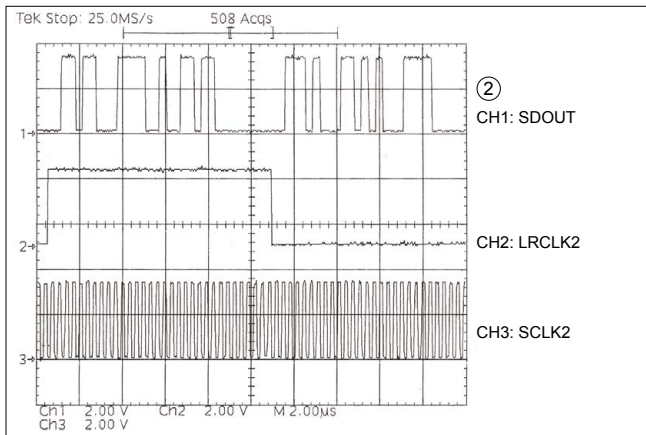 Tek Stop: 25.0MS/s 508 Acqs
②
CH1: SDOUT
1→
2→
CH2: LRCLK2
CH3: SCLK2
3→
Ch1 2.00 V Ch2 2.00 V M 2.00µs
Ch3 2.00 V